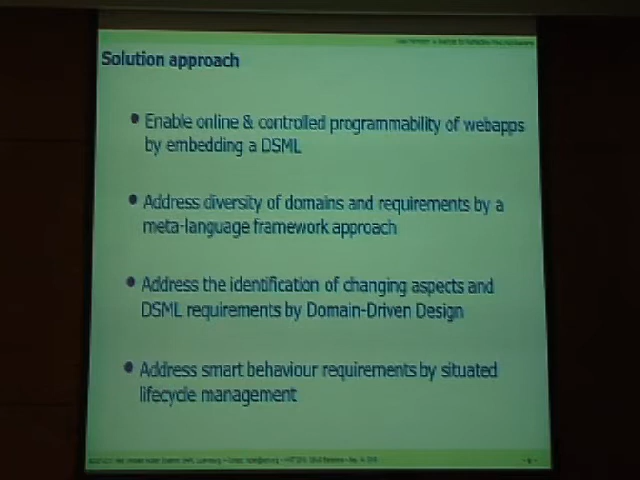 Solution approach
• Enable online & controlled programmability of webapps
by embedding a DSML
• Address diversity of domains and requirements by a
meta-language framework approach
• Address the identification of changing aspects and
DSML requirements by Domain-Driven Design
• Address smart behaviour requirements by situated
lifecycle management